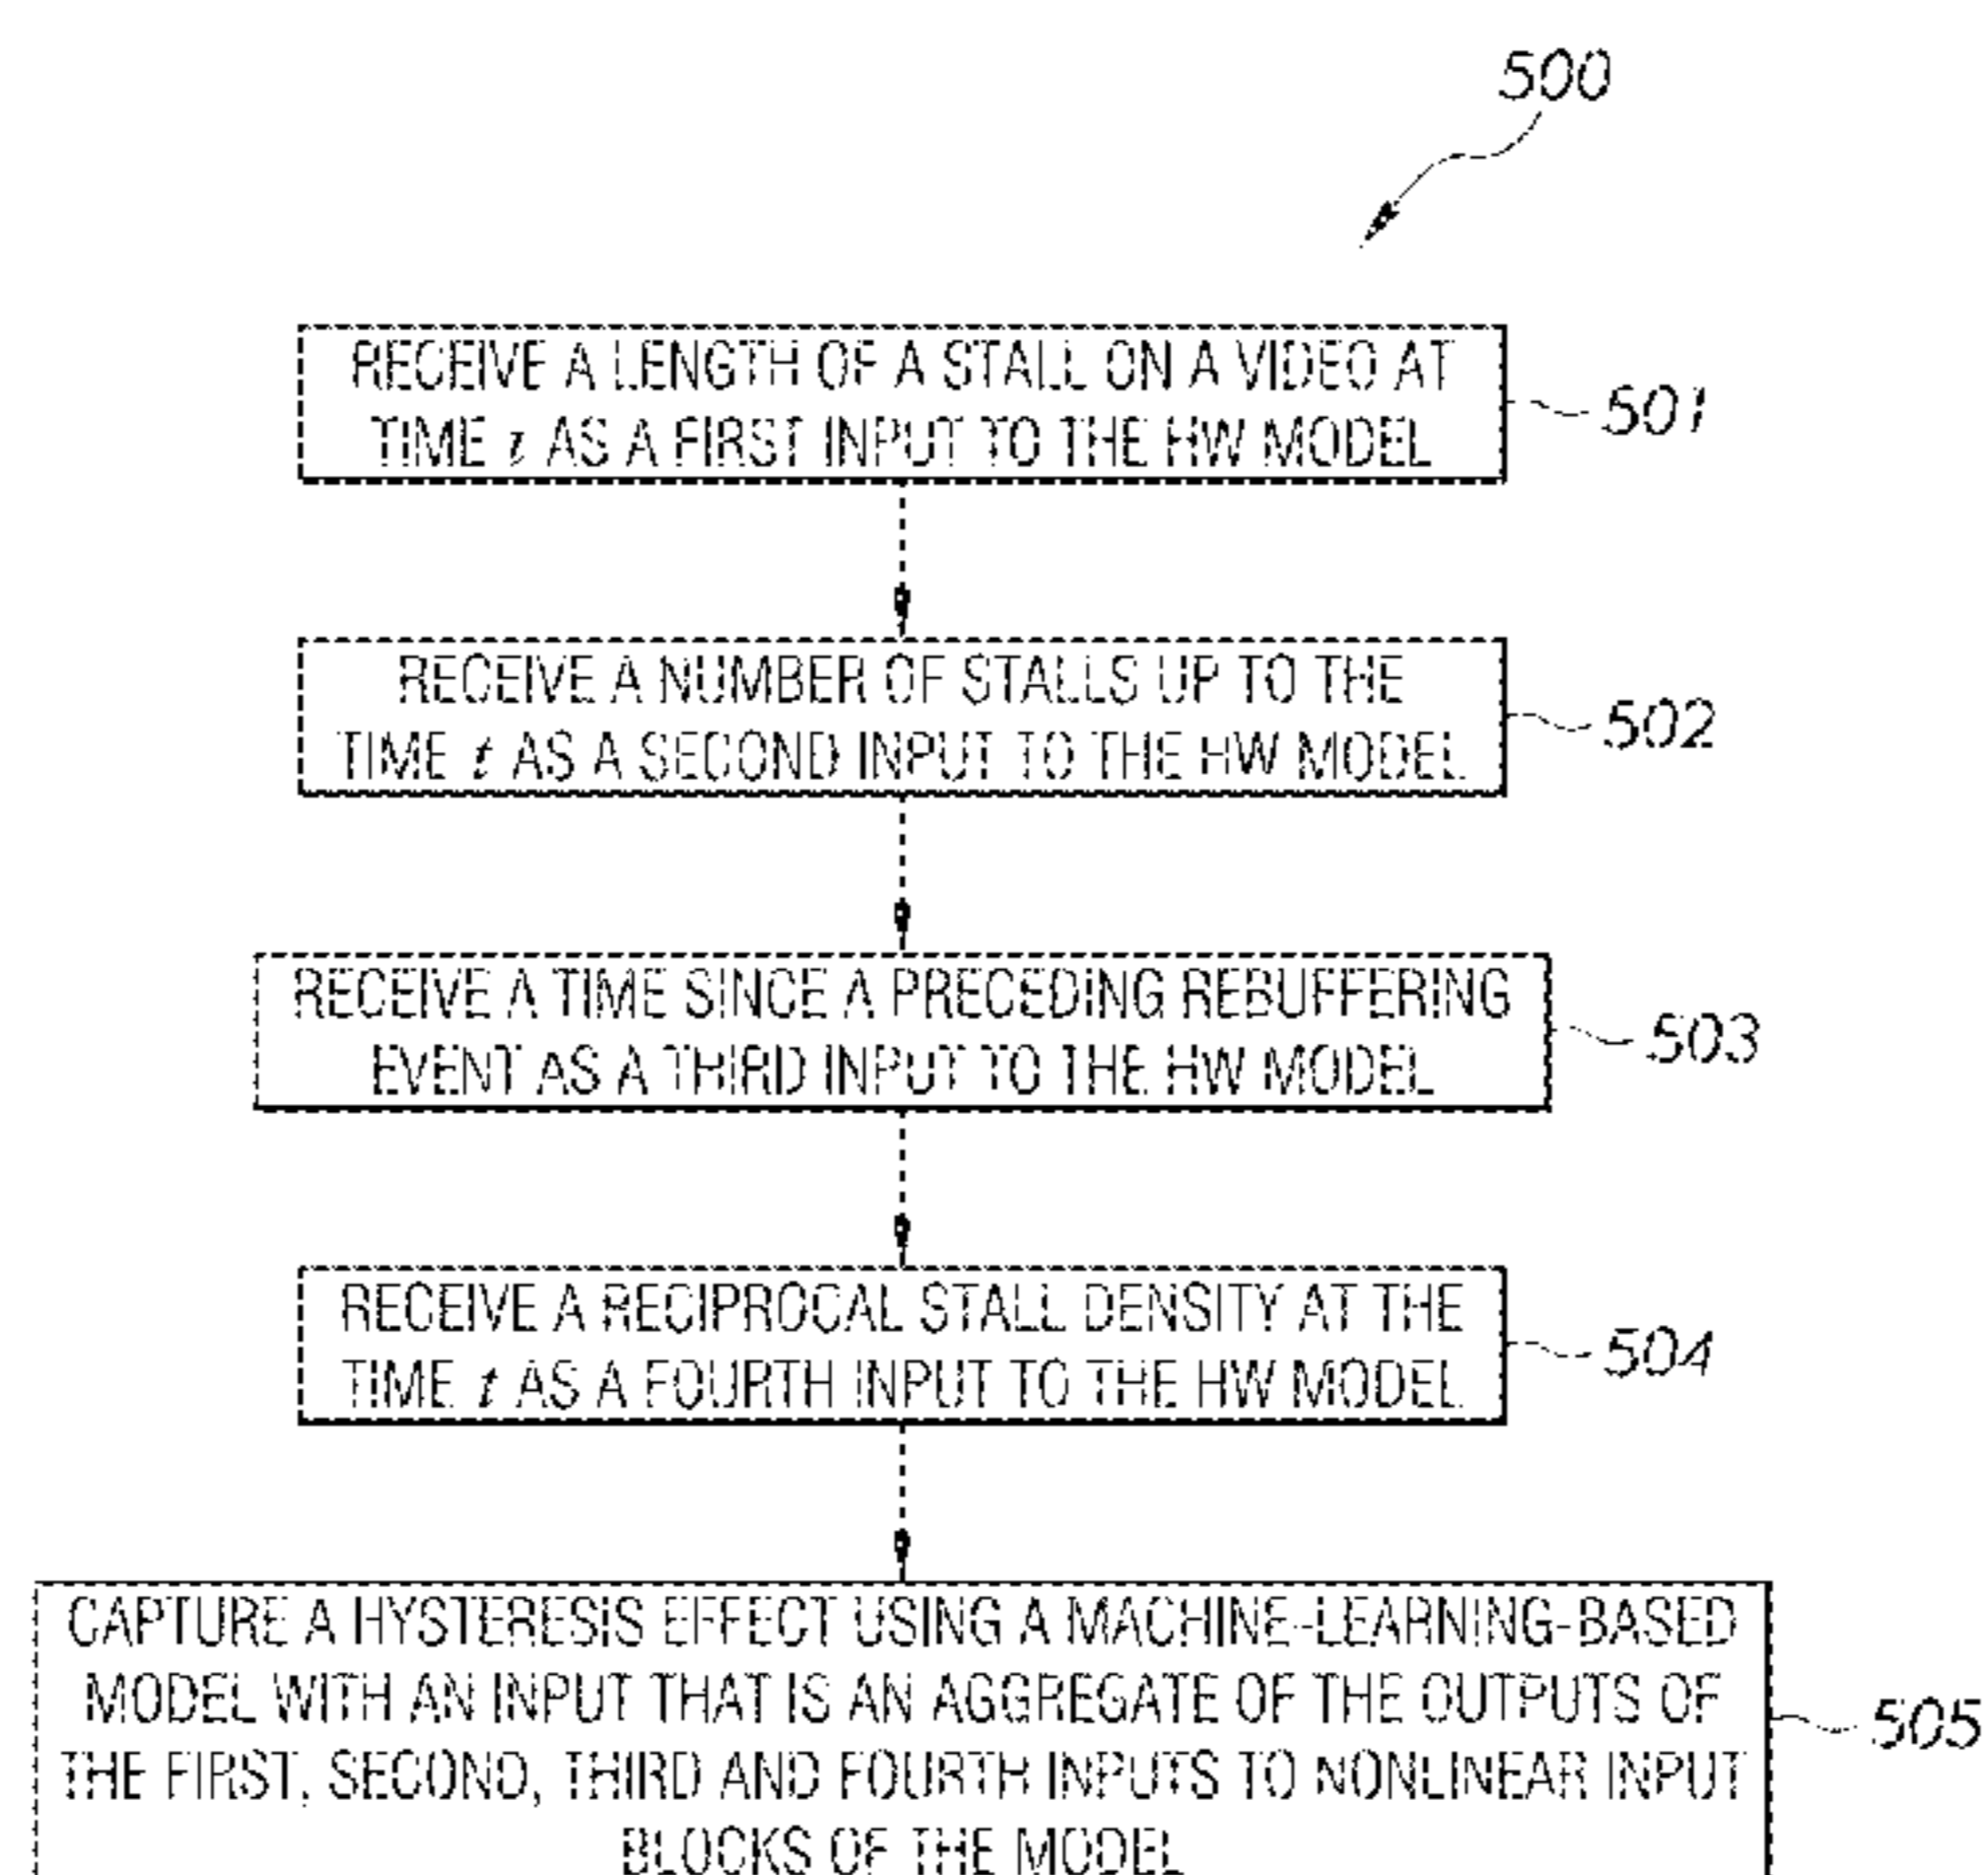 500
RECEIVE A LENGTH OF A STALL ON A VIDEO AT
TIME t AS A FIRST INPUT TO THE HW MODEL
501
RECEIVE A NUMBER OF STALLS UP TO THE
TIME t AS A SECOND INPUT TO THE HW MODEL
502
RECEIVE A TIME SINCE A PRECEDING REBUFFERING
EVENT AS A THIRD INPUT TO THE HW MODEL
503
RECEIVE A RECIPROCAL STALL DENSITY AT THE
TIME t AS A FOURTH INPUT TO THE HW MODEL
504
CAPTURE A HYSTERESIS EFFECT USING A MACHINE-LEARNING-BASED
MODEL WITH AN INPUT THAT IS AN AGGREGATE OF THE OUTPUTS OF
THE FIRST, SECOND, THIRD AND FOURTH INPUTS TO NONLINEAR INPUT
BLOCKS OF THE MODEL
505